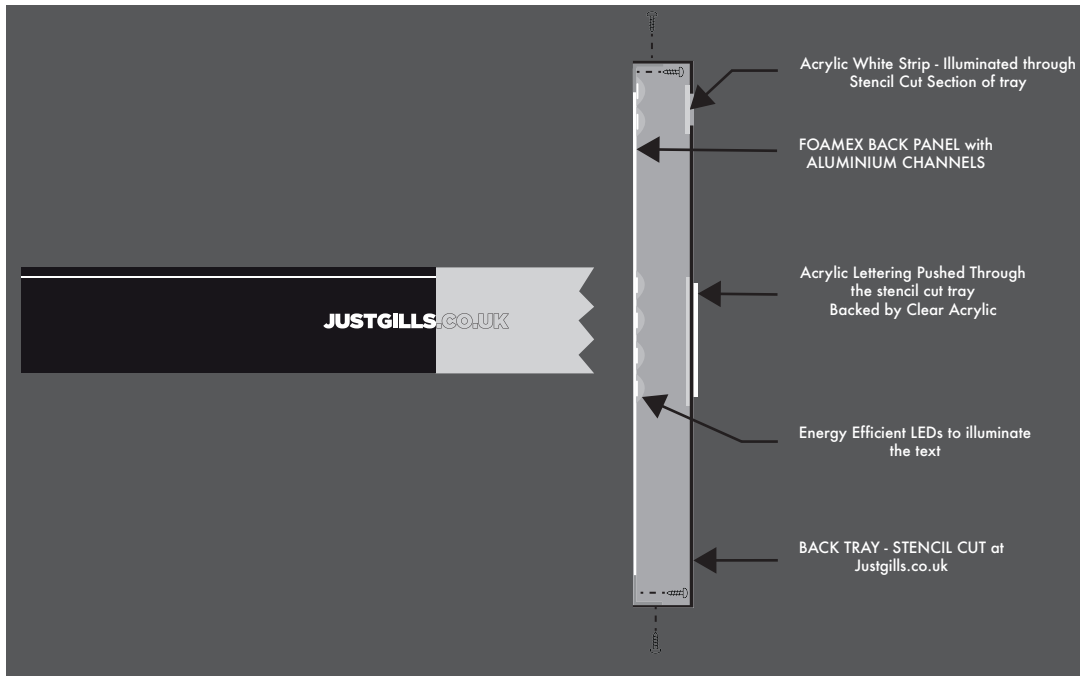 Acrylic White Strip - Illuminated through
Stencil Cut Section of tray
FOAMEX BACK PANEL with
ALUMINIUM CHANNELS
JUSTGILLS.CO.UK
Acrylic Lettering Pushed Through
the stencil cut tray
Backed by Clear Acrylic
Energy Efficient LEDs to illuminate
the text
BACK TRAY - STENCIL CUT at
Justgills.co.uk